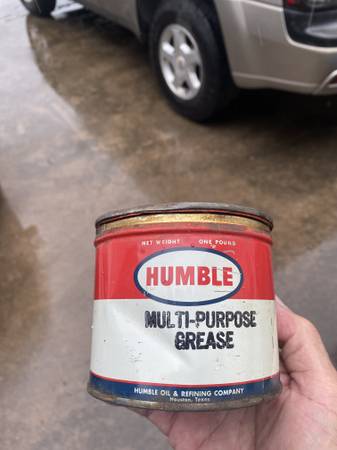 NET WEIGHT ONE POUND
HUMBLE
MULTI-PURPOSE
GREASE
HUMBLE OIL & REFINING COMPANY
Houston, Texas